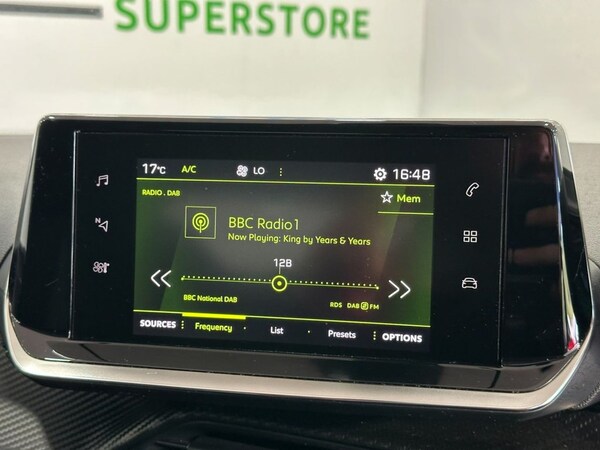 SUPERSTORE
17°C A/C LO 16:48
RADIO . DAB
Mem
BBC Radio 1
Now Playing: King by Years & Years
12B
BBC National DAB
RDS DAB FM
SOURCES Frequency List Presets OPTIONS
N